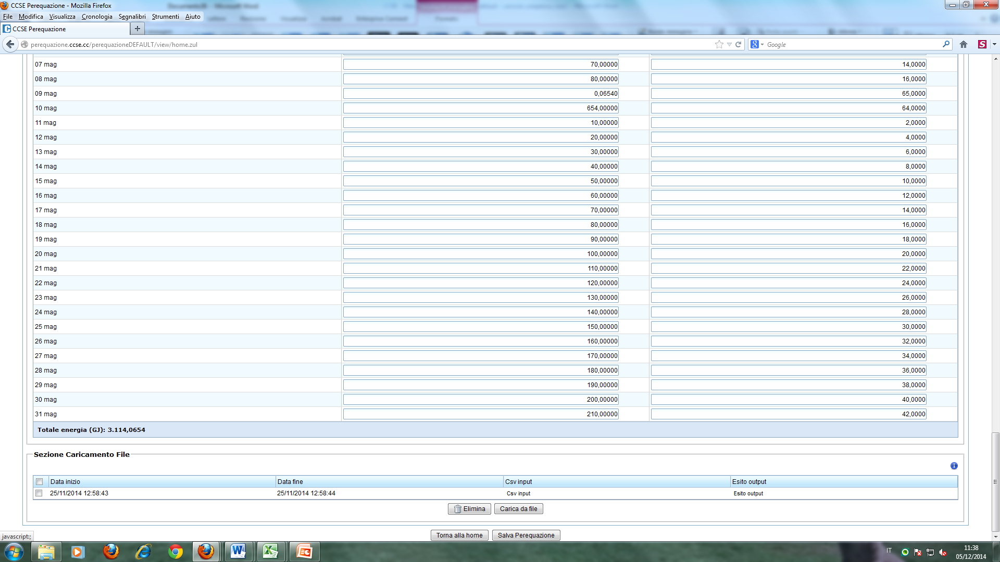 CCSE Perequazione - Mozilla Firefox
File Modifica Visualizza Cronologia Segnalibri Strumenti Aiuto
CCSE Perequazione
perequazione.ccse.cc/perequazioneDEFAULT/view/home.zul Google
07 mag 70,00000 14,0000
08 mag 80,00000 16,0000
09 mag 0,06540 65,0000
10 mag 654,00000 64,0000
11 mag 10,00000 2,0000
12 mag 20,00000 4,0000
13 mag 30,00000 6,0000
14 mag 40,00000 8,0000
15 mag 50,00000 10,0000
16 mag 60,00000 12,0000
17 mag 70,00000 14,0000
18 mag 80,00000 16,0000
19 mag 90,00000 18,0000
20 mag 100,00000 20,0000
21 mag 110,00000 22,0000
22 mag 120,00000 24,0000
23 mag 130,00000 26,0000
24 mag 140,00000 28,0000
25 mag 150,00000 30,0000
26 mag 160,00000 32,0000
27 mag 170,00000 34,0000
28 mag 180,00000 36,0000
29 mag 190,00000 38,0000
30 mag 200,00000 40,0000
31 mag 210,00000 42,0000
Totale energia (GJ): 3.114,0654
Sezione Caricamento File
Data inizio Data fine Csv input Esito output
25/11/2014 12:58:43 25/11/2014 12:58:44 Csv input Esito output
Elimina Carica da file
Torna alla home Salva Perequazione
javascript:;
IT 11:38
05/12/2014